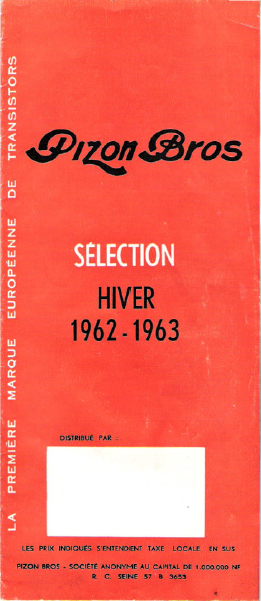 LA PREMIÈRE MARQUE EUROPÉENNE DE TRANSISTORS
Pizon Bros
SÉLECTION
HIVER
1962 - 1963
DISTRIBUÉ PAR :
LES PRIX INDIQUÉS S'ENTENDENT TAXE LOCALE EN SUS
PIZON BROS - SOCIÉTÉ ANONYME AU CAPITAL DE 1.000.000 NF
R. C. SEINE 57 B 3653